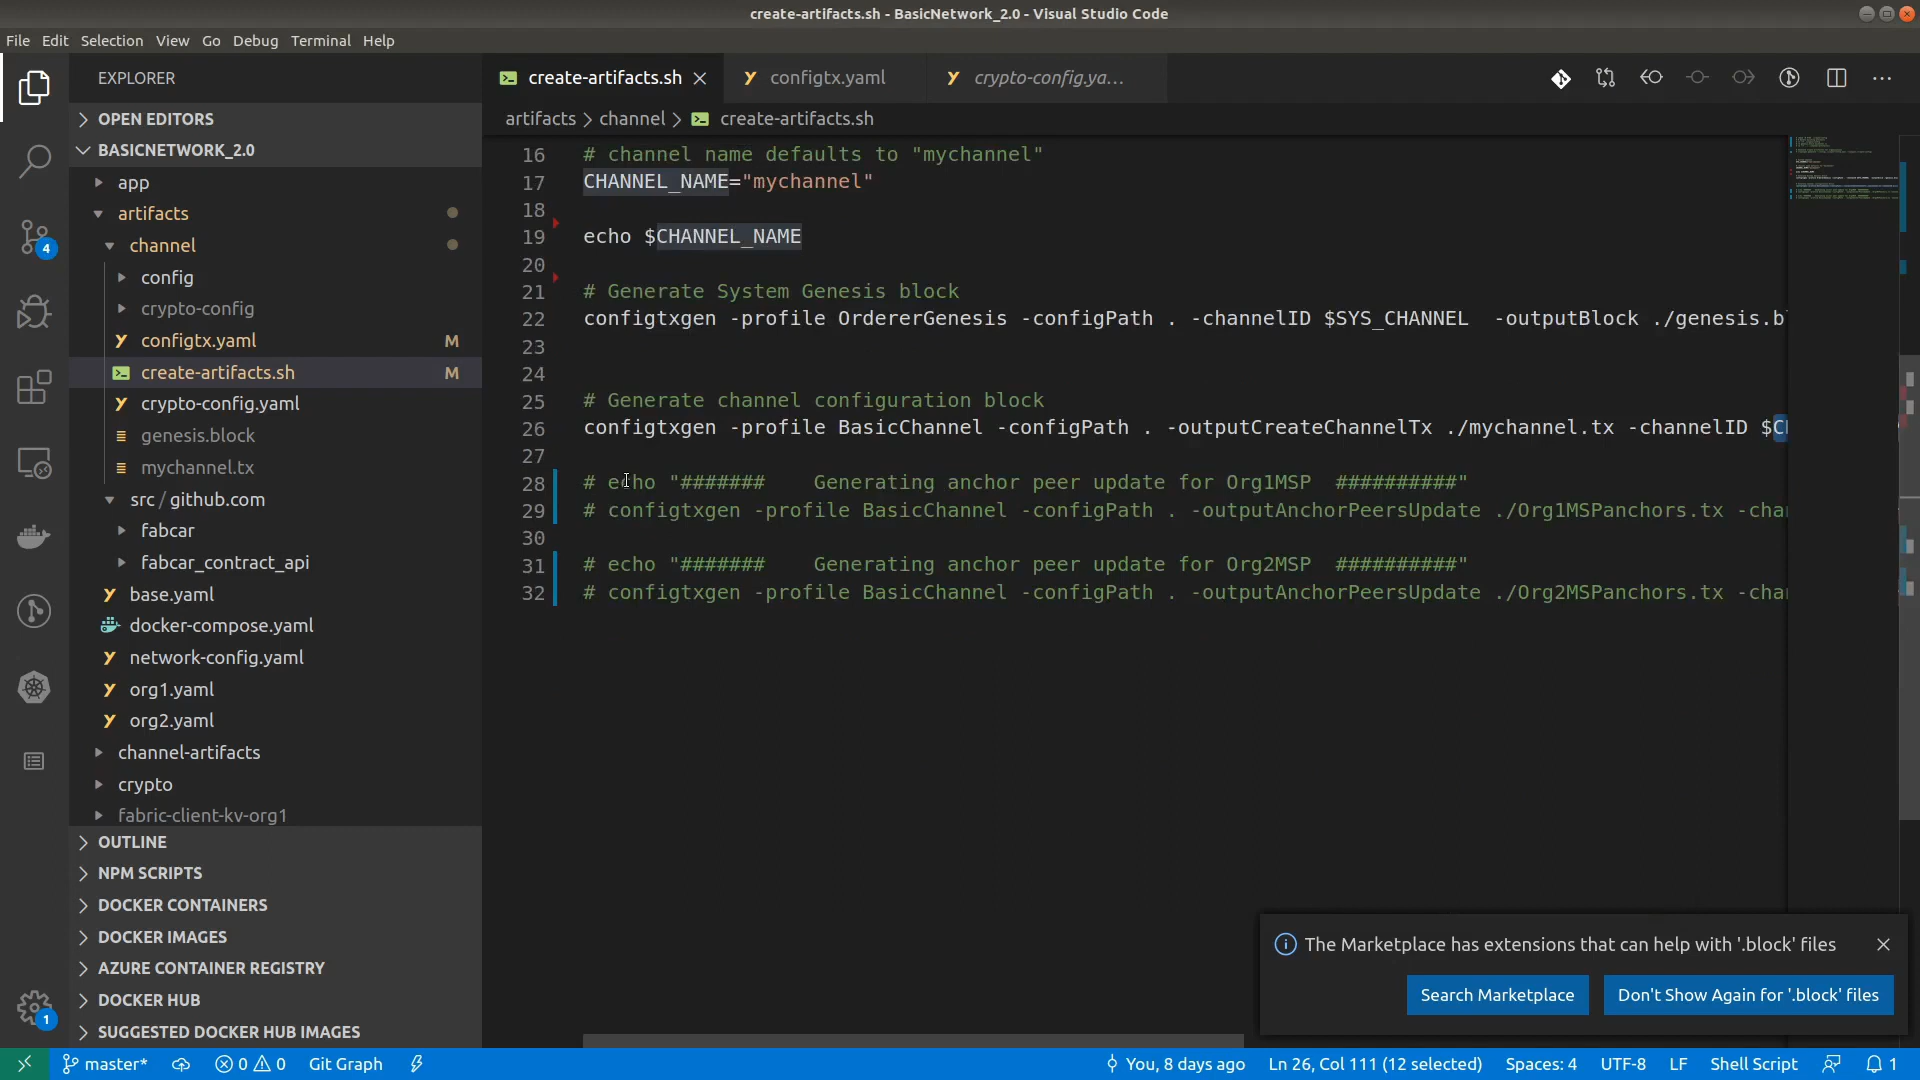 create-artifacts.sh - BasicNetwork_2.0 - Visual Studio Code
File Edit Selection View Go Debug Terminal Help
EXPLORER
OPEN EDITORS
BASICNETWORK_2.0
app
artifacts
channel
config
crypto-config
configtx.yaml M
create-artifacts.sh M
crypto-config.yaml
genesis.block
mychannel.tx
src / github.com
fabcar
fabcar_contract_api
base.yaml
docker-compose.yaml
network-config.yaml
org1.yaml
org2.yaml
channel-artifacts
crypto
fabric-client-kv-org1
OUTLINE
NPM SCRIPTS
DOCKER CONTAINERS
DOCKER IMAGES
AZURE CONTAINER REGISTRY
DOCKER HUB
SUGGESTED DOCKER HUB IMAGES
4
1
create-artifacts.sh configtx.yaml crypto-config.ya...
artifacts > channel > create-artifacts.sh
16 # channel name defaults to "mychannel"
17 CHANNEL_NAME="mychannel"
18
19 echo $CHANNEL_NAME
20
21 # Generate System Genesis block
22 configtxgen -profile OrdererGenesis -configPath . -channelID $SYS_CHANNEL  -outputBlock ./genesis.bl
23
24
25 # Generate channel configuration block
26 configtxgen -profile BasicChannel -configPath . -outputCreateChannelTx ./mychannel.tx -channelID $C
27
28 # echo "#######    Generating anchor peer update for Org1MSP  ##########"
29 # configtxgen -profile BasicChannel -configPath . -outputAnchorPeersUpdate ./Org1MSPanchors.tx -cha
30
31 # echo "#######    Generating anchor peer update for Org2MSP  ##########"
32 # configtxgen -profile BasicChannel -configPath . -outputAnchorPeersUpdate ./Org2MSPanchors.tx -cha
The Marketplace has extensions that can help with '.block' files
Search Marketplace Don't Show Again for '.block' files
master* 0 0 Git Graph You, 8 days ago Ln 26, Col 111 (12 selected) Spaces: 4 UTF-8 LF Shell Script 1